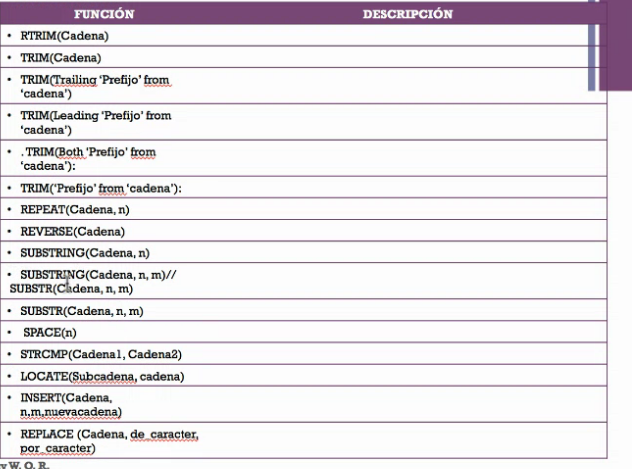 FUNCIÓN DESCRIPCIÓN
• RTRIM(Cadena)
• TRIM(Cadena)
• TRIM(Trailing ‘Prefijo’ from
‘cadena’)
• TRIM(Leading ‘Prefijo’ from
‘cadena’)
• . TRIM(Both ‘Prefijo’ from
‘cadena’):
• TRIM(‘Prefijo’ from ‘cadena’):
• REPEAT(Cadena, n)
• REVERSE(Cadena)
• SUBSTRING(Cadena, n)
• SUBSTRING(Cadena, n, m)//
SUBSTR(Cadena, n, m)
• SUBSTR(Cadena, n, m)
• SPACE(n)
• STRCMP(Cadena1, Cadena2)
• LOCATE(Subcadena, cadena)
• INSERT(Cadena,
n,m,nuevacadena)
• REPLACE (Cadena, de_caracter,
por_caracter)
y W. O. R.